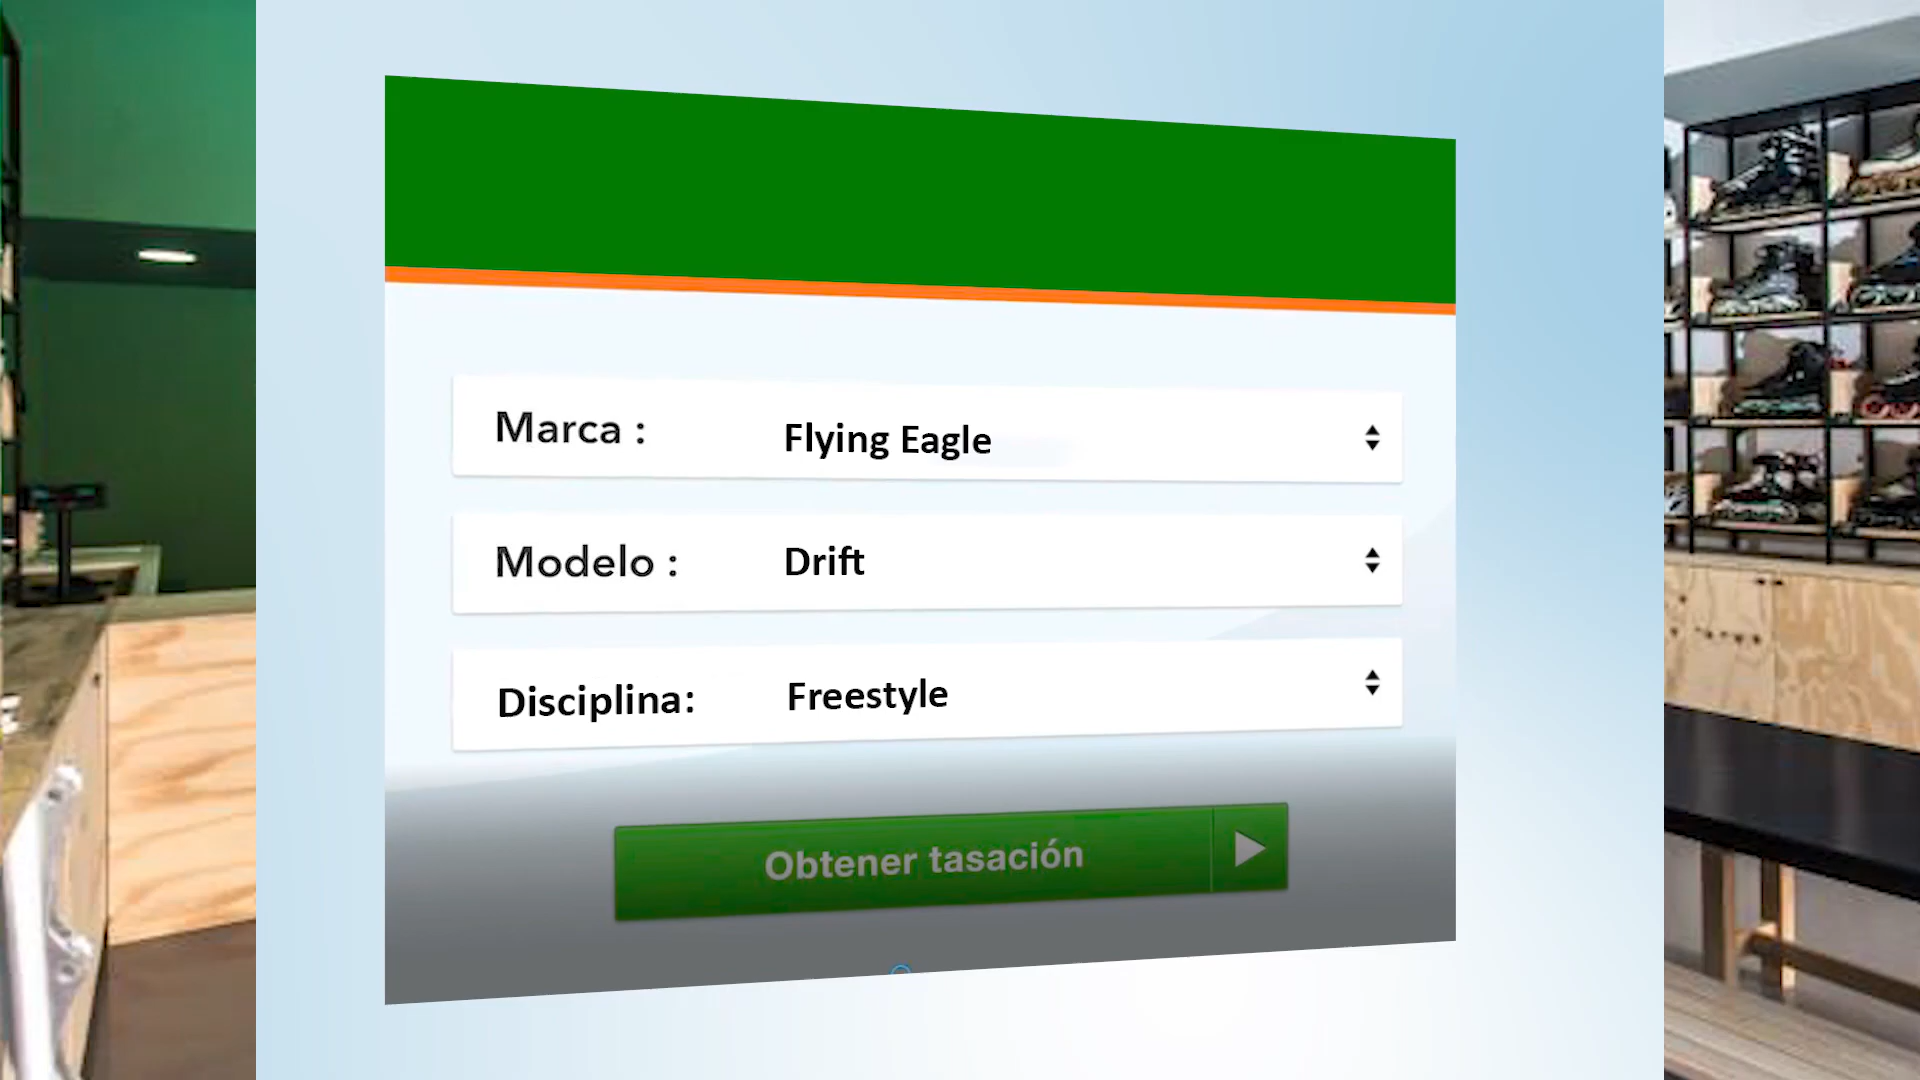 Marca : Flying Eagle
Modelo : Drift
Disciplina: Freestyle
Obtener tasación